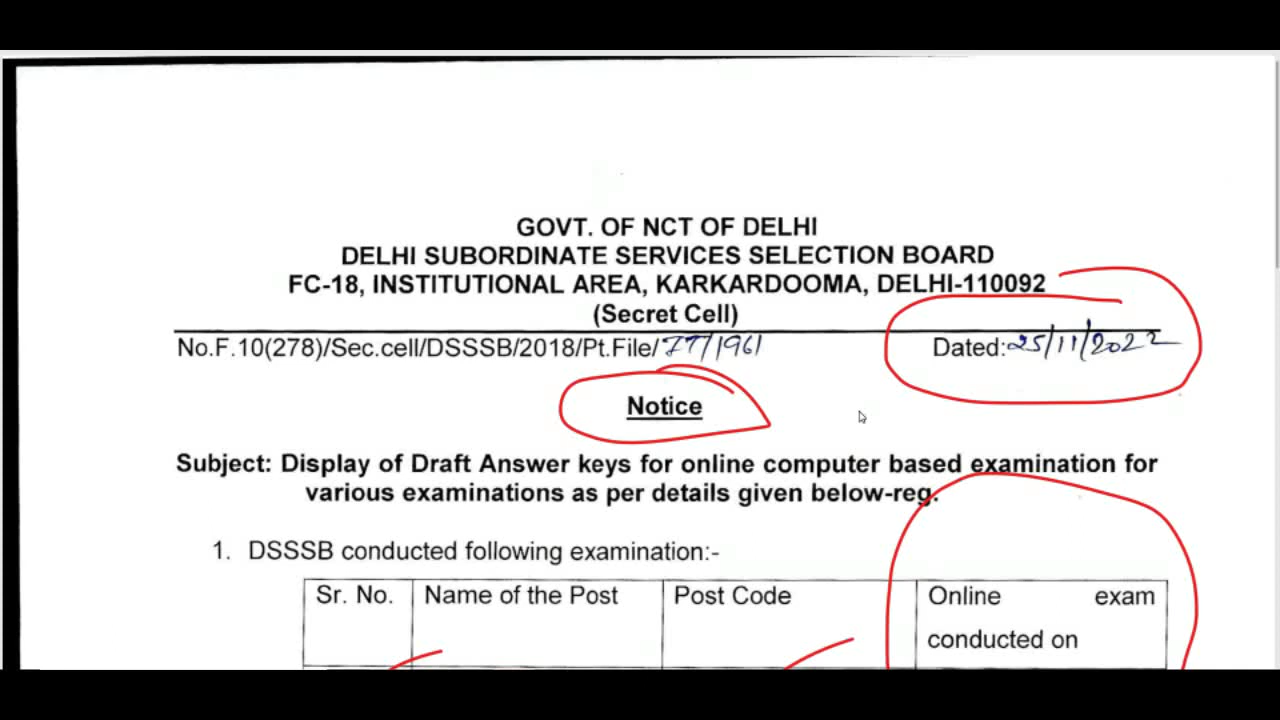 GOVT. OF NCT OF DELHI
DELHI SUBORDINATE SERVICES SELECTION BOARD
FC-18, INSTITUTIONAL AREA, KARKARDOOMA, DELHI-110092
(Secret Cell)
No.F.10(278)/Sec.cell/DSSSB/2018/Pt.File/77/1961 Dated:25/11/2022
Notice
Subject: Display of Draft Answer keys for online computer based examination for
various examinations as per details given below-reg.
1. DSSSB conducted following examination:-
Sr. No. Name of the Post Post Code Online exam
conducted on